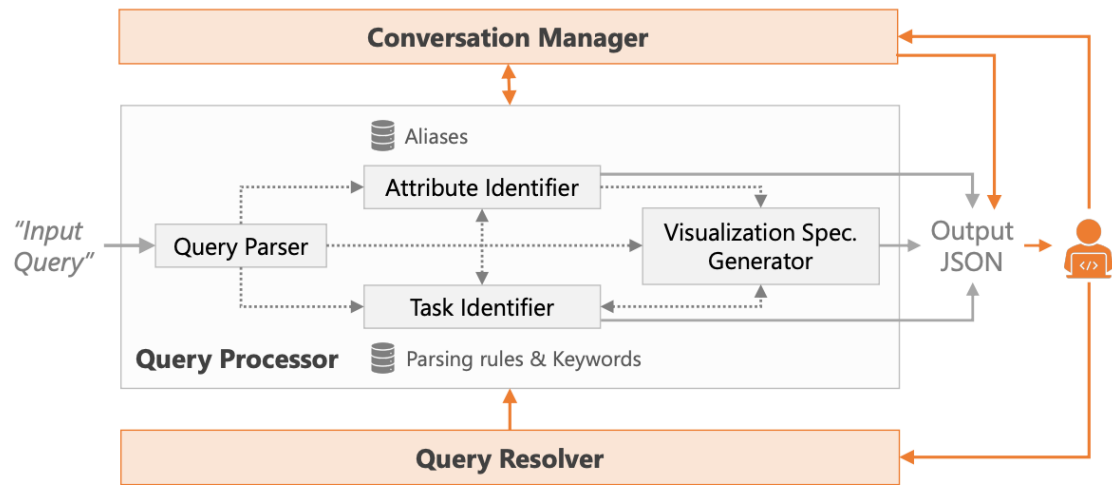 Conversation Manager
Aliases
Attribute Identifier
“Input
Query”
Query Parser
Visualization Spec.
Generator
Output
JSON
</>
Task Identifier
Query Processor
Parsing rules & Keywords
Query Resolver